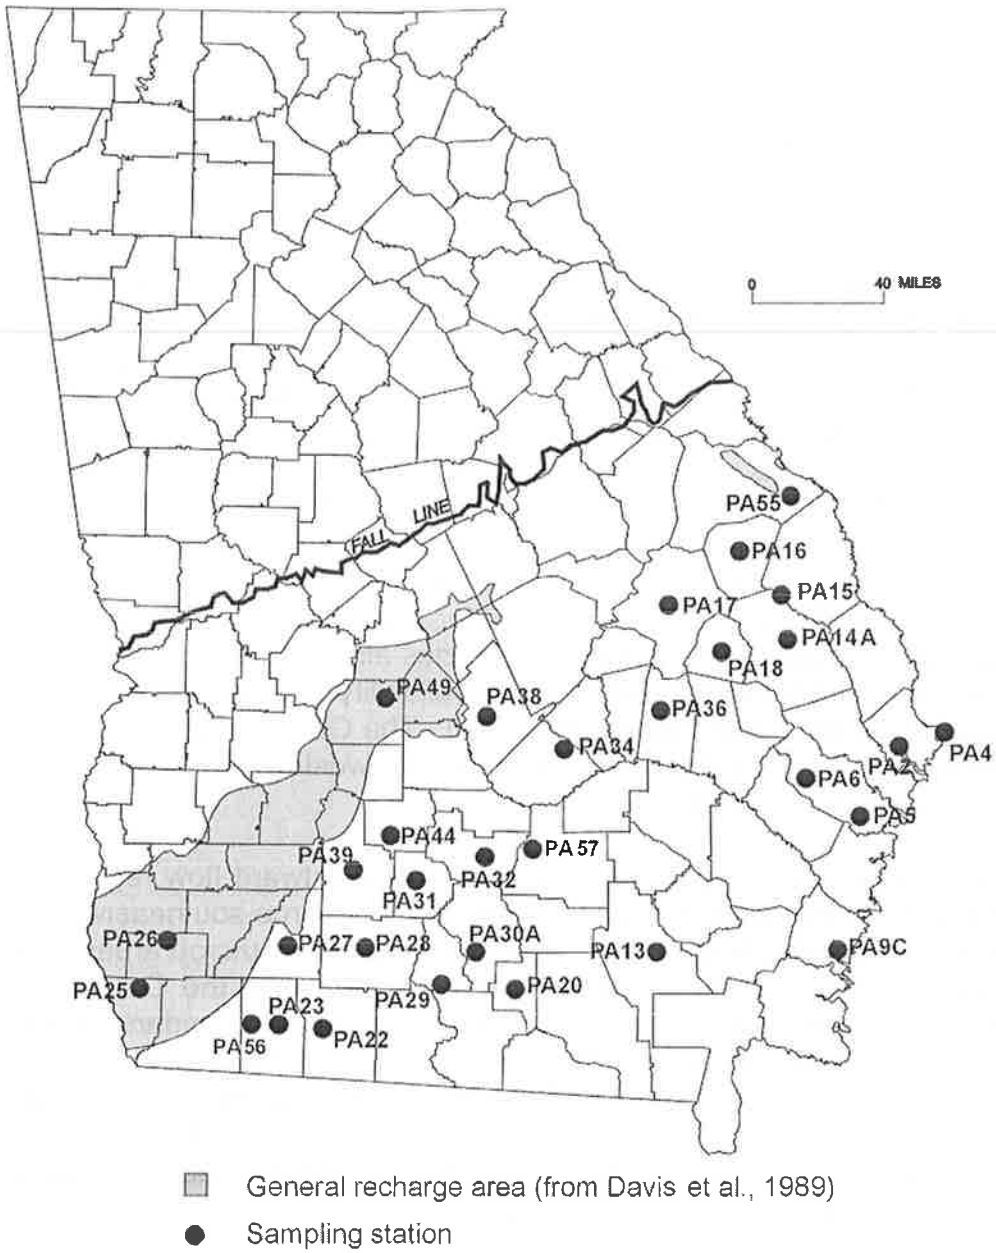 0 40 MILES
FALL LINE
PA55
PA16
PA15
PA17
PA14A
PA18
PA49
PA38
PA36
PA34
PA4
PA2
PA6
PA5
PA44
PA57
PA39
PA32
PA31
PA26
PA27
PA28
PA30A
PA13
PA9C
PA25
PA29
PA20
PA23
PA56
PA22
General recharge area (from Davis et al., 1989)
Sampling station